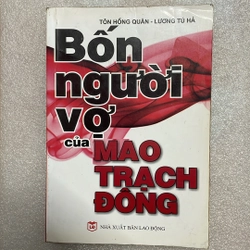 TÔN HỒNG QUÂN - LƯƠNG TÚ HÀ
Bốn
người
vợ
của MAO
TRẠCH
ĐÔNG
NHÀ XUẤT BẢN LAO ĐỘNG